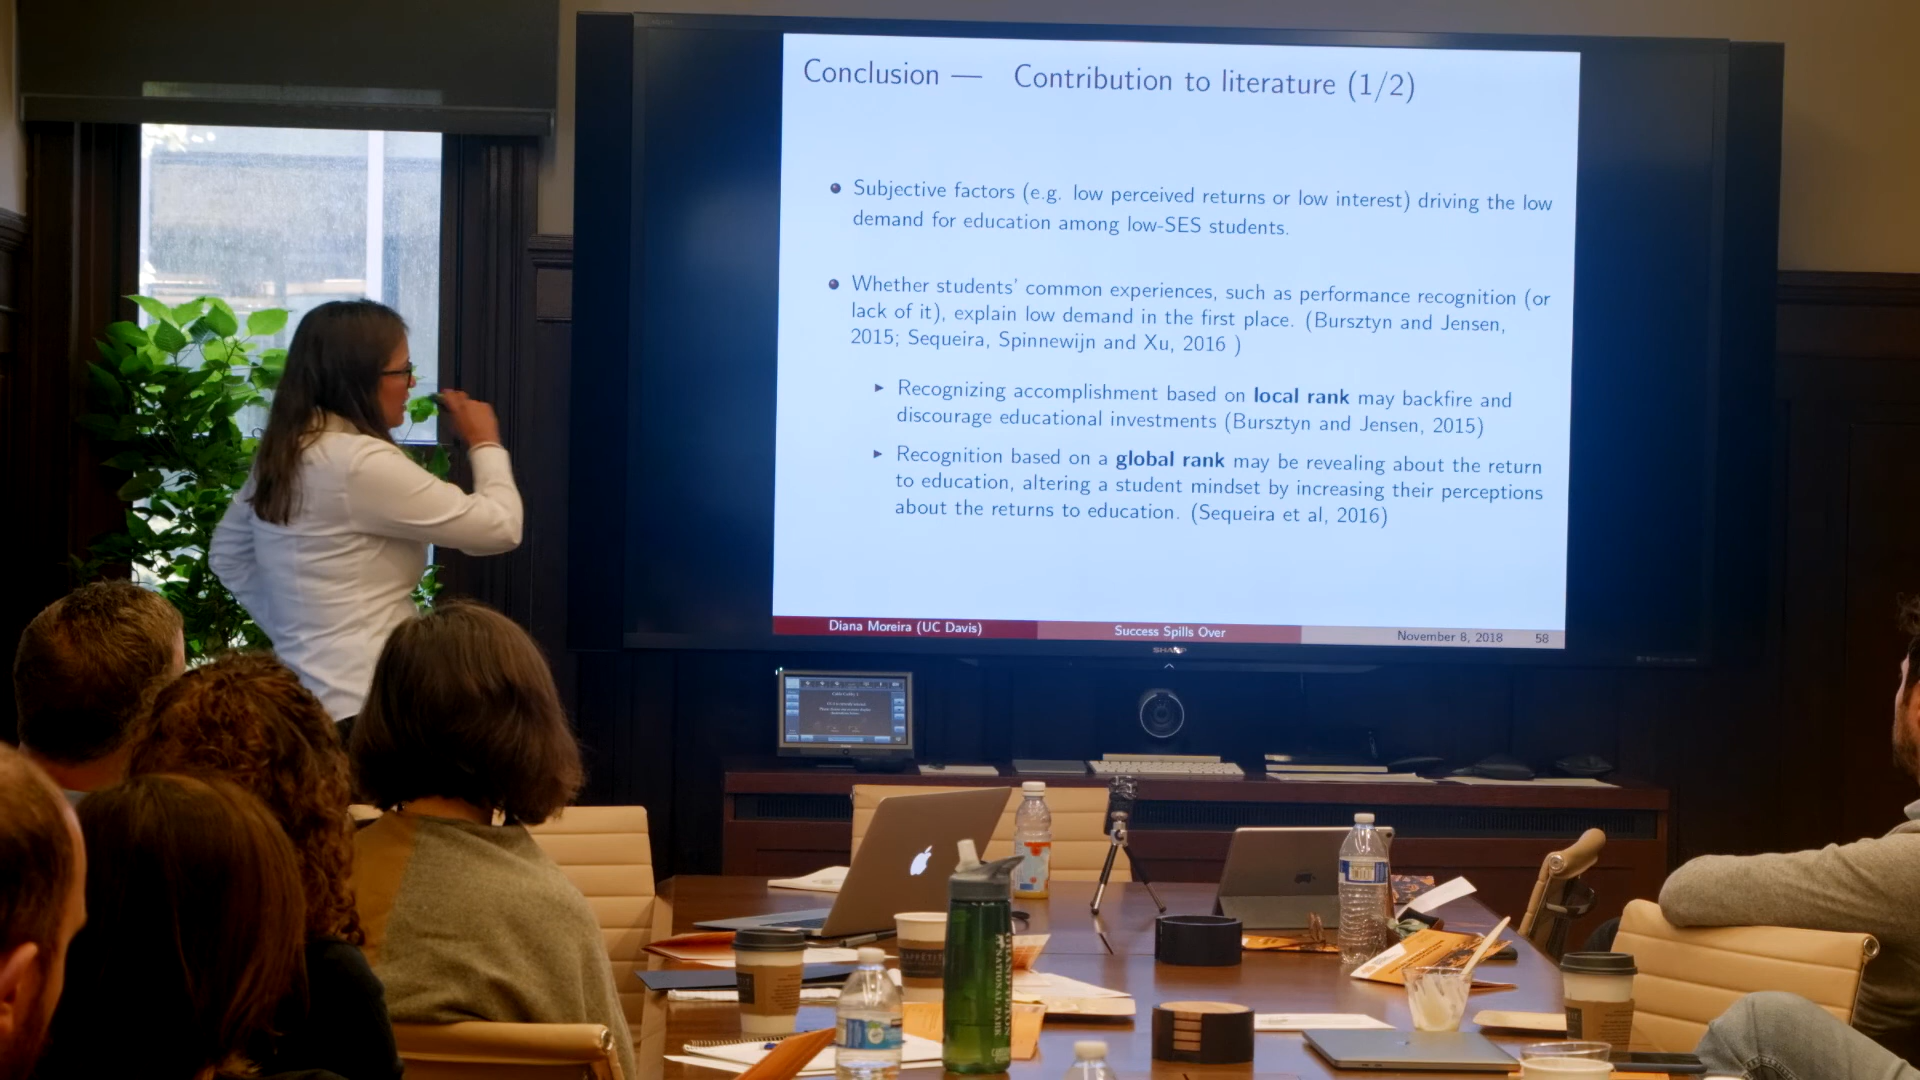 Conclusion — Contribution to literature (1/2)
Subjective factors (e.g. low perceived returns or low interest) driving the low
demand for education among low-SES students.
Whether students' common experiences, such as performance recognition (or
lack of it), explain low demand in the first place. (Bursztyn and Jensen,
2015; Sequeira, Spinnewijn and Xu, 2016 )
Recognizing accomplishment based on local rank may backfire and
discourage educational investments (Bursztyn and Jensen, 2015)
Recognition based on a global rank may be revealing about the return
to education, altering a student mindset by increasing their perceptions
about the returns to education. (Sequeira et al, 2016)
Diana Moreira (UC Davis) Success Spills Over November 8, 2018 58
SHARP
NATIONAL PARK